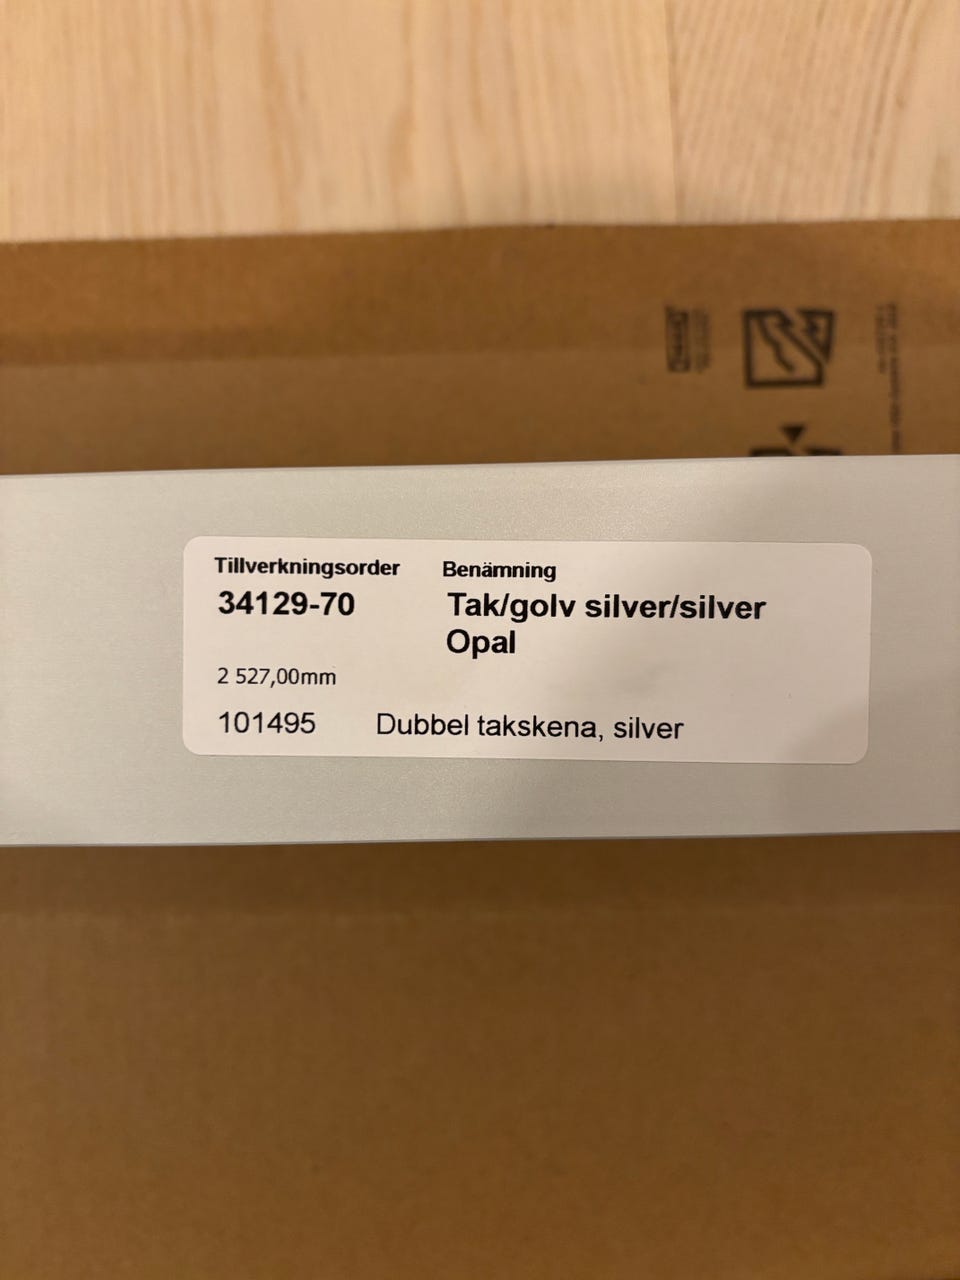 Tillverkningsorder Benämning
34129-70 Tak/golv silver/silver
Opal
2 527,00mm
101495 Dubbel takskena, silver